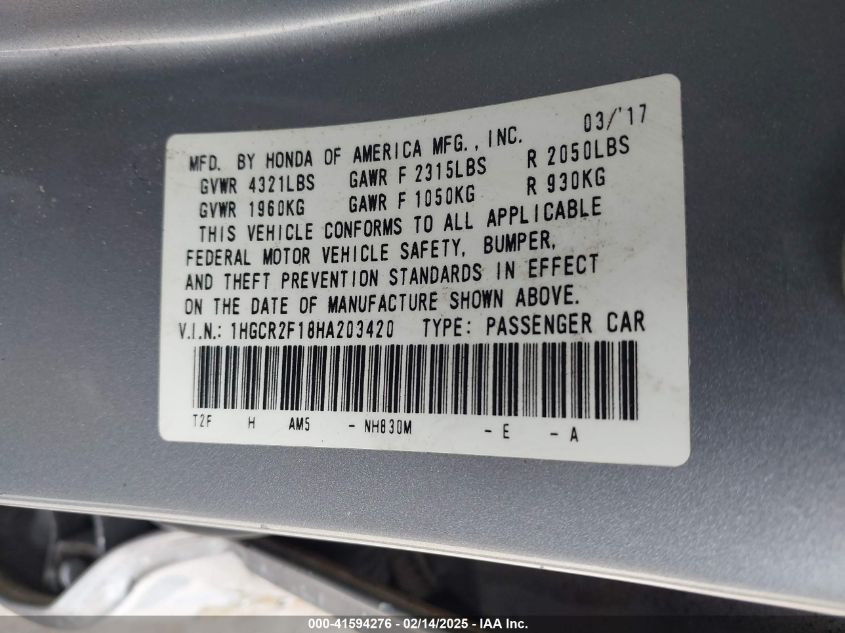 03/'17
MFD. BY HONDA OF AMERICA MFG., INC.
GVWR 4321LBS GAWR F 2315LBS R 2050LBS
GVWR 1960KG GAWR F 1050KG R 930KG
THIS VEHICLE CONFORMS TO ALL APPLICABLE
FEDERAL MOTOR VEHICLE SAFETY, BUMPER,
AND THEFT PREVENTION STANDARDS IN EFFECT
ON THE DATE OF MANUFACTURE SHOWN ABOVE.
V.I.N.: 1HGCR2F18HA203420 TYPE: PASSENGER CAR
T2F H AM5 - NH830M - E - A
000-41594276 - 02/14/2025 - IAA Inc.